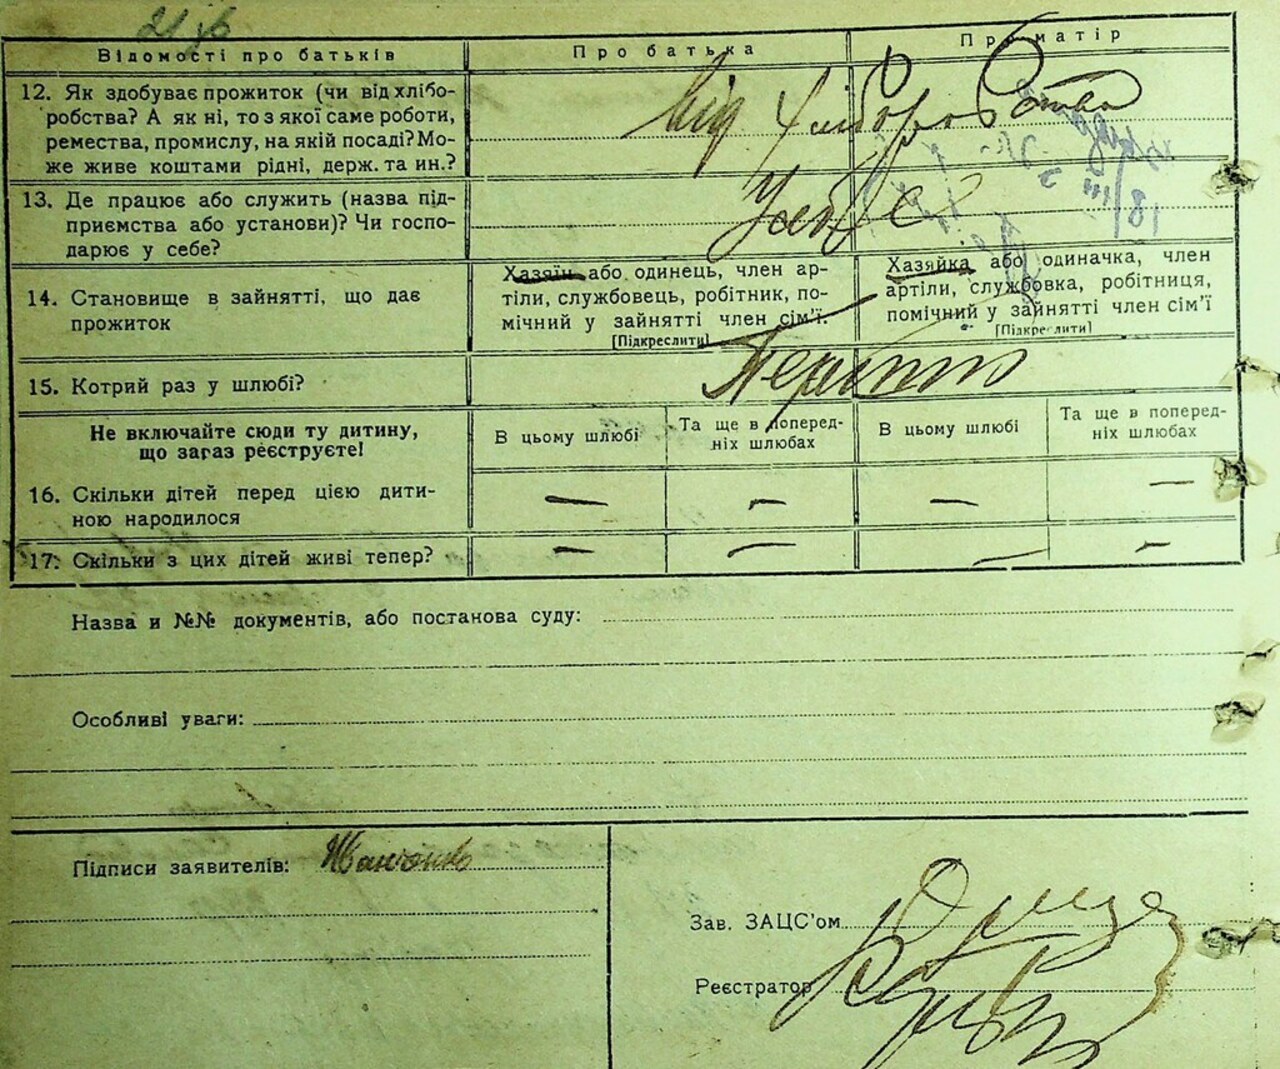 Відомості про батьків
Про батька
Про матір
12. Як здобуває прожиток (чи від хлібо-
робства? А як ні, то з якої саме роботи,
ремества, промислу, на якій посаді? Мо-
же живе коштами рідні, держ. та ин.?
від хліборобства
13. Де працює або служить (назва під-
приємства або установи)? Чи госпо-
дарює у себе?
У себе
14. Становище в зайнятті, що дає
прожиток
Хазяїн або одинець, член ар-
тілі, службовець, робітник, по-
мічний у зайнятті член сім’ї.
[Підкреслити]
Хазяйка або одиначка, член
артілі, службовка, робітниця,
помічний у зайнятті член сім’ї
[Підкреслити]
15. Котрий раз у шлюбі?
Не включайте сюди ту дитину,
що загаз реєструєте!
В цьому шлюбі
Та ще в поперед-
ніх шлюбах
В цьому шлюбі
Та ще в поперед-
ніх шлюбах
16. Скільки дітей перед цією дити-
ною народилося
— — — —
17. Скільки з цих дітей живі тепер?
— — — —
Назва и №№ документів, або постанова суду:
Особливі уваги:
Підписи заявителів:
Зав. ЗАЦС’ом
Реєстратор